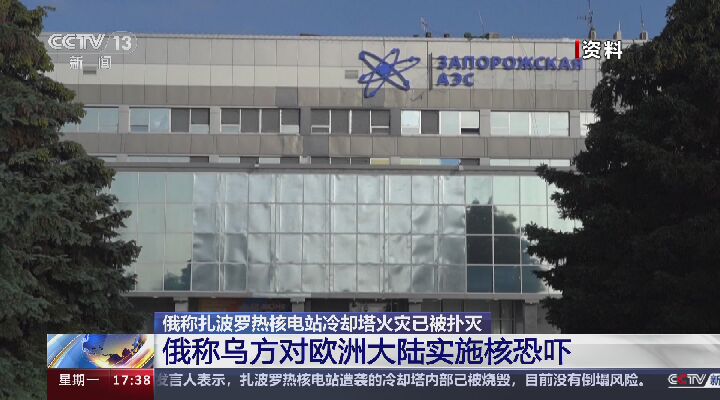 CCTV 13
新闻
资料
ЗАПОРОЖСКАЯ
АЭС
俄称扎波罗热核电站冷却塔火灾已被扑灭
俄称乌方对欧洲大陆实施核恐吓
星期一 17:38 发言人表示，扎波罗热核电站遭袭的冷却塔内部已被烧毁，目前没有倒塌风险。 CCTV 新